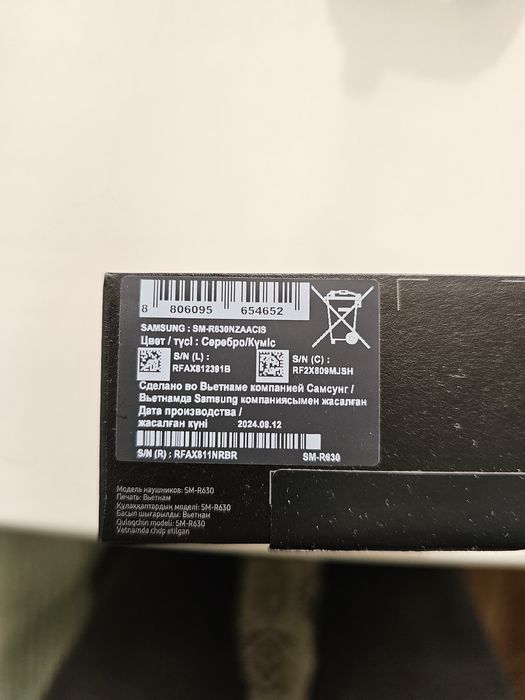 8 806095 654652
SAMSUNG : SM-R630NZAACIS
Цвет / түсі : Серебро/Күміс
S/N (L) :
RFAX812381B
S/N (C) :
RF2X809MJSH
Сделано во Вьетнаме компанией Самсунг /
Вьетнамда Samsung компаниясымен жасалған
Дата производства /
жасалған күні 2024.08.12
S/N (R) : RFAX811NRBR SM-R630
Модель наушников: SM-R630
Печать: Вьетнам
Құлаққаптардың моделі: SM-R630
Басып шығарылды: Вьетнам
Quloqchin modeli: SM-R630
Vetnamda chop etilgan